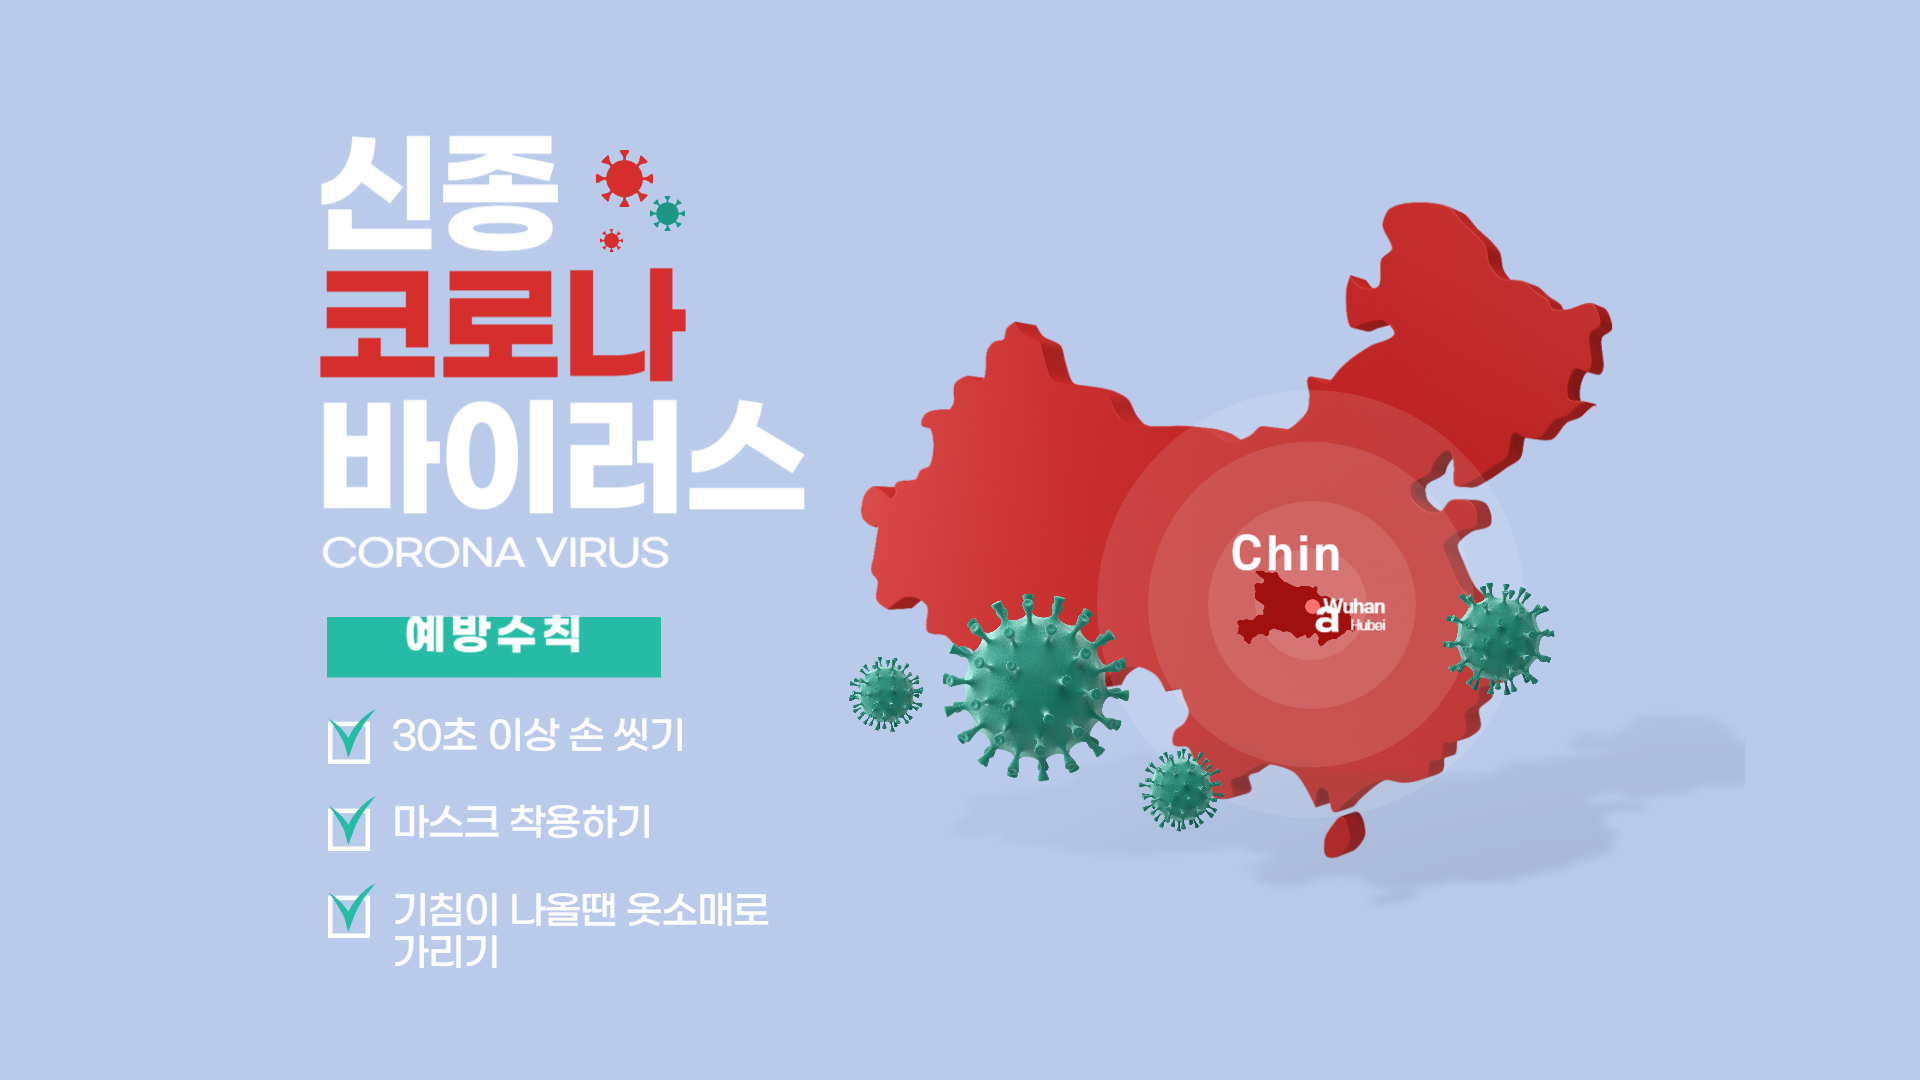 신종
코로나
바이러스
CORONA VIRUS
예방수칙
30초 이상 손 씻기
마스크 착용하기
기침이 나올땐 옷소매로
가리기
Chin
a
Wuhan
Hubei